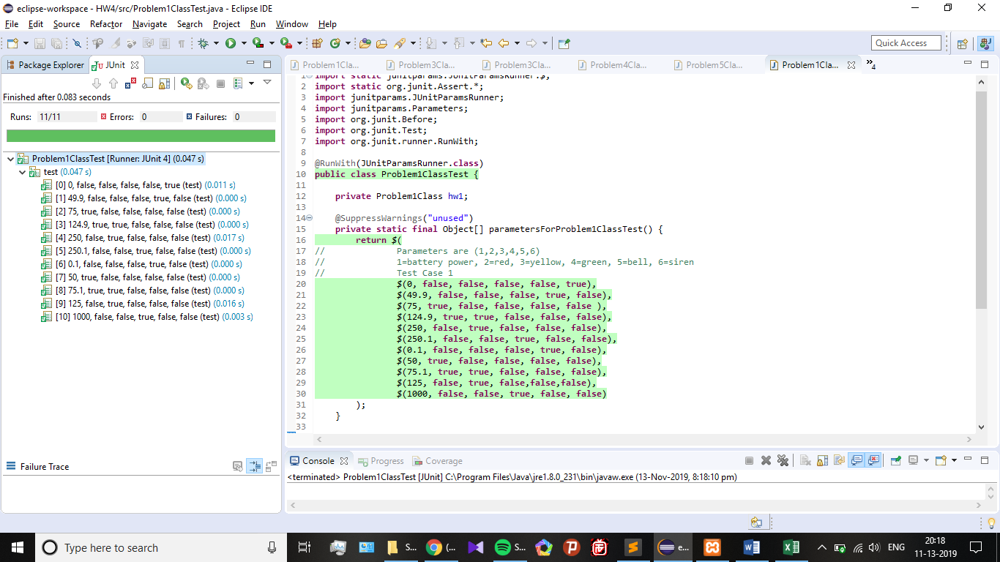 eclipse-workspace - HW4/src/Problem1ClassTest.java - Eclipse IDE
File Edit Source Refactor Navigate Search Project Run Window Help
Quick Access
Package Explorer JUnit
Finished after 0.083 seconds
Runs: 11/11 Errors: 0 Failures: 0
Problem1ClassTest [Runner: JUnit 4] (0.047 s)
test (0.047 s)
[0] 0, false, false, false, false, true (test) (0.011 s)
[1] 49.9, false, false, false, true, false (test) (0.000 s)
[2] 75, true, false, false, false, false (test) (0.000 s)
[3] 124.9, true, true, false, false, false (test) (0.000 s)
[4] 250, false, true, false, false, false (test) (0.017 s)
[5] 250.1, false, false, true, false, false (test) (0.000 s)
[6] 0.1, false, false, false, true, false (test) (0.000 s)
[7] 50, true, false, false, false, false (test) (0.000 s)
[8] 75.1, true, true, false, false, false (test) (0.000 s)
[9] 125, false, true, false, false, false (test) (0.016 s)
[10] 1000, false, false, true, false, false (test) (0.003 s)
Failure Trace
Problem1Cla... Problem3Cla... Problem3Cla... Problem4Cla... Problem5Cla... Problem1Cla... »4
1 import static junitparams.JUnitParamsRunner.$;
2 import static org.junit.Assert.*;
3 import junitparams.JUnitParamsRunner;
4 import junitparams.Parameters;
5 import org.junit.Before;
6 import org.junit.Test;
7 import org.junit.runner.RunWith;
8
9 @RunWith(JUnitParamsRunner.class)
10 public class Problem1ClassTest {
11
12 private Problem1Class hw1;
13
14 @SuppressWarnings("unused")
15 private static final Object[] parametersForProblem1ClassTest() {
16 return $(
17 // Parameters are (1,2,3,4,5,6)
18 // 1=battery power, 2=red, 3=yellow, 4=green, 5=bell, 6=siren
19 // Test Case 1
20 $(0, false, false, false, false, true),
21 $(49.9, false, false, false, true, false),
22 $(75, true, false, false, false, false ),
23 $(124.9, true, true, false, false, false),
24 $(250, false, true, false, false, false),
25 $(250.1, false, false, true, false, false),
26 $(0.1, false, false, false, true, false),
27 $(50, true, false, false, false, false),
28 $(75.1, true, true, false, false, false),
29 $(125, false, true, false,false,false),
30 $(1000, false, false, true, false, false)
31 );
32 }
33
Console Progress Coverage
<terminated> Problem1ClassTest [JUnit] C:\Program Files\Java\jre1.8.0_231\bin\javaw.exe (13-Nov-2019, 8:18:10 pm)
Type here to search
S... (... S... e...
ENG
20:18
11-13-2019